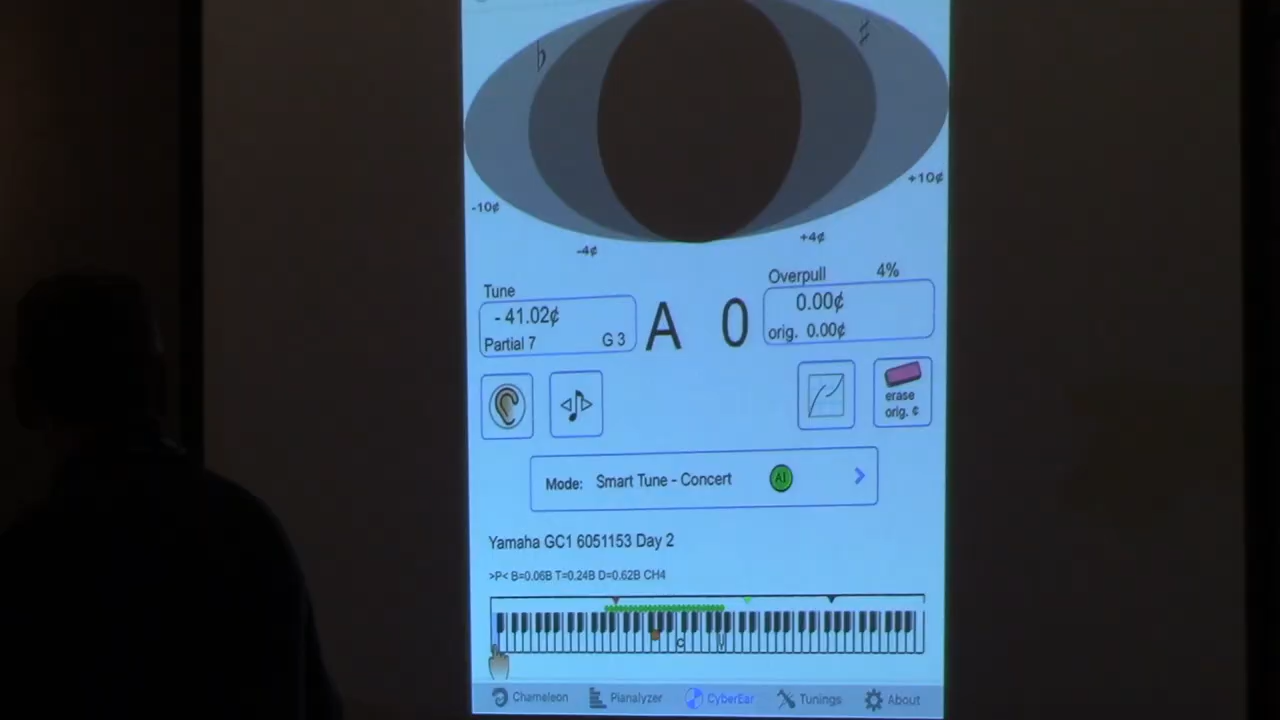 ♭ ♯
+10¢
-10¢
-4¢ +4¢
Tune
- 41.02¢
Partial 7 G 3
A 0
Overpull 4%
0.00¢
orig. 0.00¢
erase
orig. ¢
Mode: Smart Tune - Concert AI
Yamaha GC1 6051153 Day 2
>P< B=0.06B T=0.24B D=0.62B CH4
C
Chameleon Pianalyzer CyberEar Tunings About